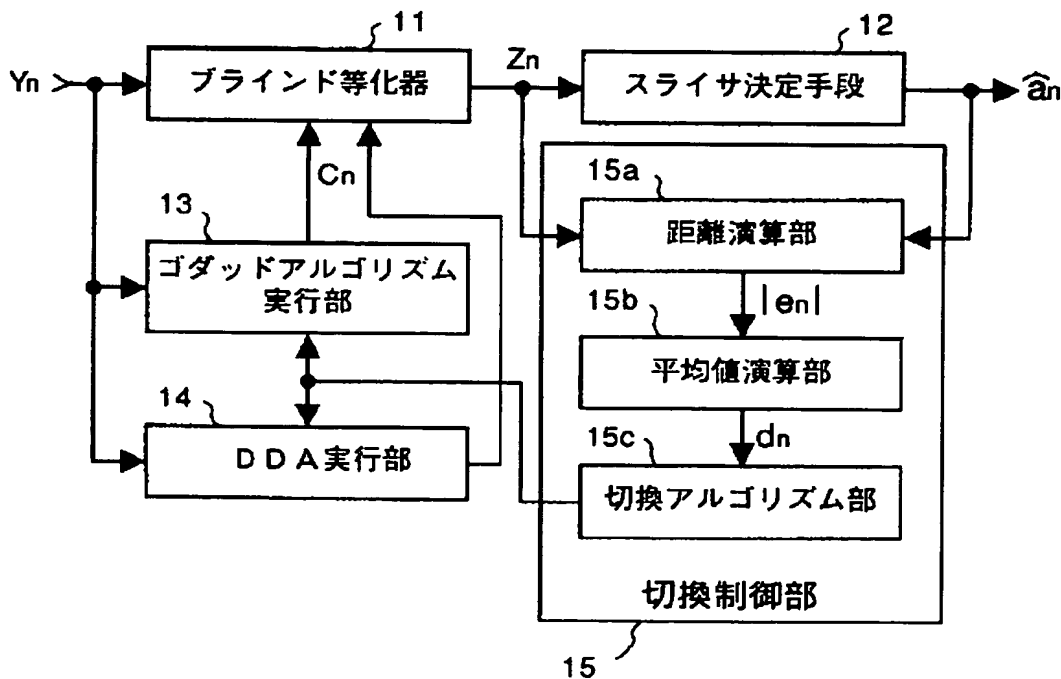 11
12
Yn
ブラインド等化器
Zn
スライサ決定手段
ân
Cn
15a
13
距離演算部
ゴダッドアルゴリズム
実行部
|en|
15b
平均値演算部
14
dn
15c
DDA実行部
切換アルゴリズム部
切換制御部
15